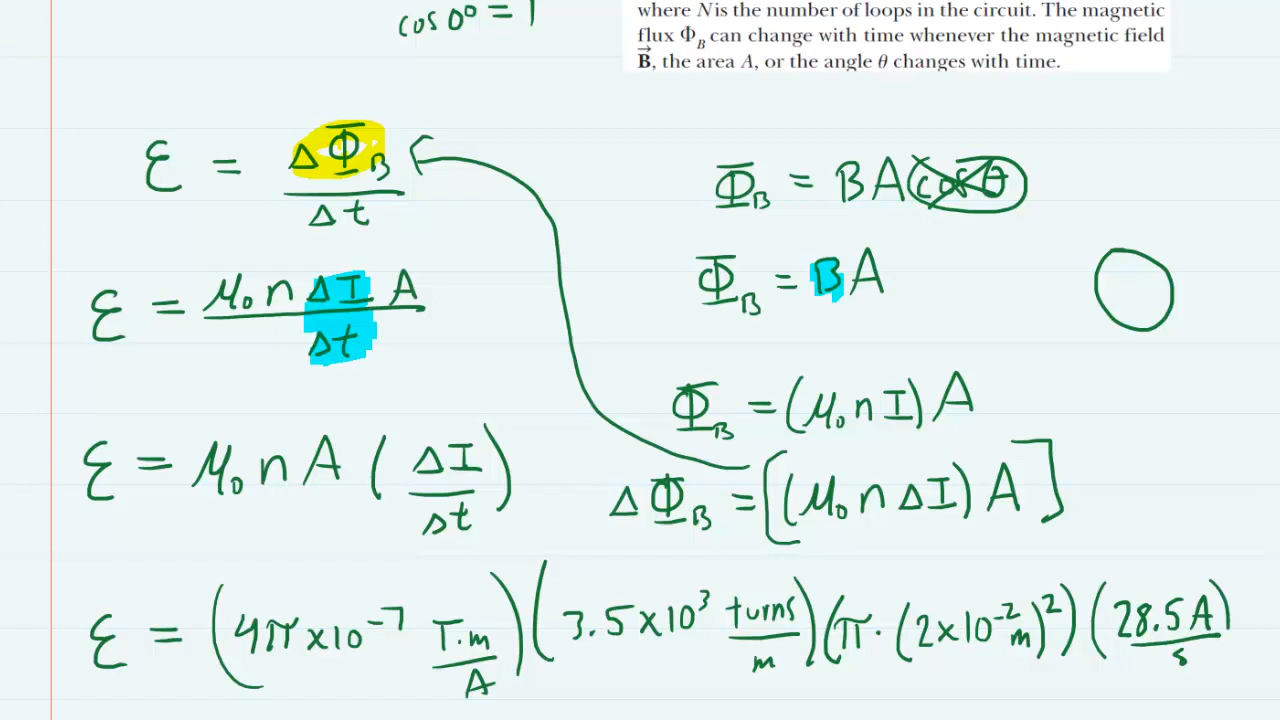 cos 0° = 1
where N is the number of loops in the circuit. The magnetic
flux Φ_B can change with time whenever the magnetic field
B⃗, the area A, or the angle θ changes with time.
ε = ΔΦ_B / Δt
Φ_B = BA cos θ
Φ_B = BA
ε = μ₀ n ΔI A / Δt
Φ_B = (μ₀ n I) A
ε = μ₀ n A (ΔI / Δt)
ΔΦ_B = [(μ₀ n ΔI) A]
ε = (4π x 10⁻⁷ T·m / A) (3.5 x 10³ turns / m) (π · (2 x 10⁻² m)²) (28.5 A / s)